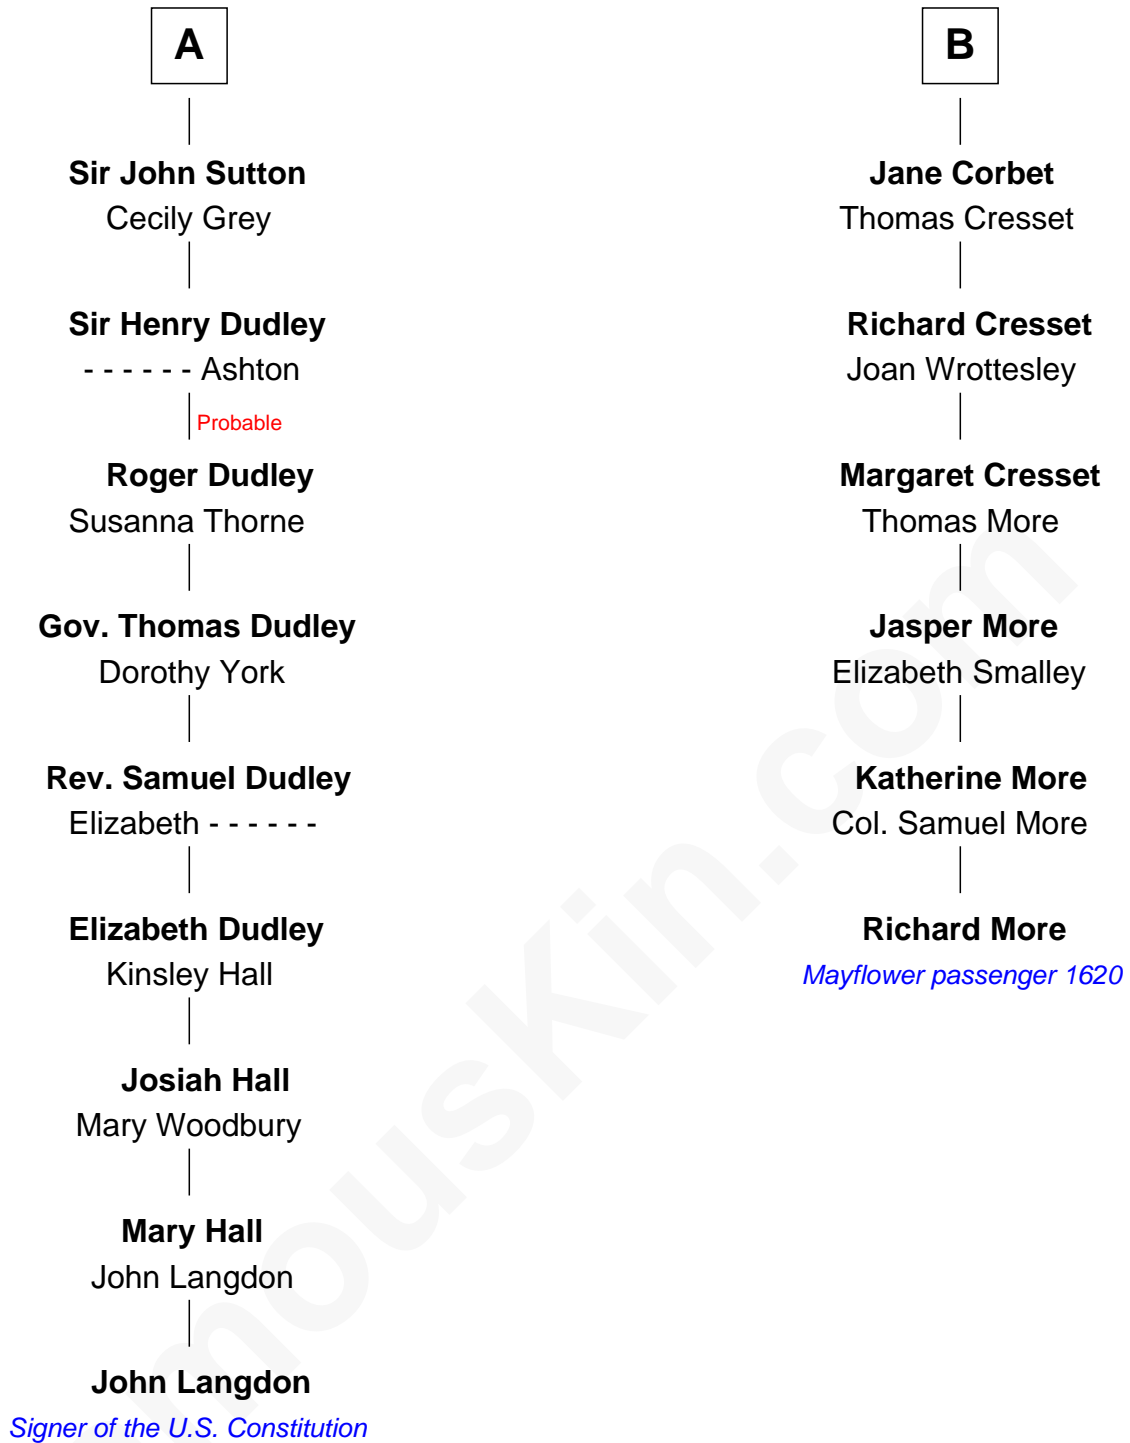 A
Sir John Sutton
Cecily Grey
Sir Henry Dudley
- - - - - - Ashton
Probable
Roger Dudley
Susanna Thorne
Gov. Thomas Dudley
Dorothy York
Rev. Samuel Dudley
Elizabeth - - - - - -
Elizabeth Dudley
Kinsley Hall
Josiah Hall
Mary Woodbury
Mary Hall
John Langdon
John Langdon
Signer of the U.S. Constitution
B
Jane Corbet
Thomas Cresset
Richard Cresset
Joan Wrottesley
Margaret Cresset
Thomas More
Jasper More
Elizabeth Smalley
Katherine More
Col. Samuel More
Richard More
Mayflower passenger 1620
mouskin.com